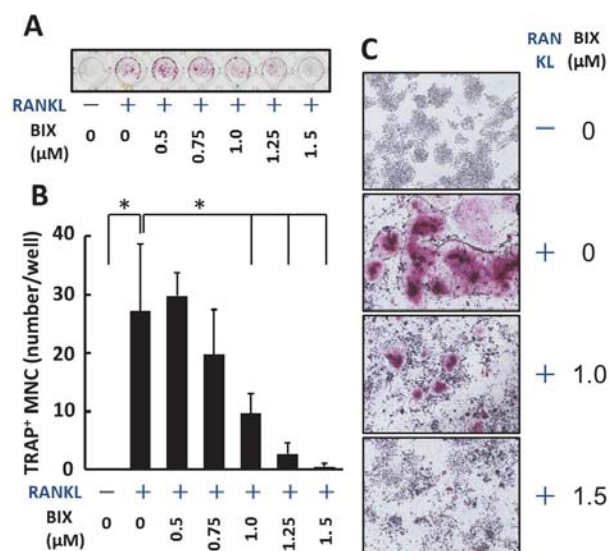 A
RANKL − + + + + + +
BIX (μM) 0 0 0.5 0.75 1.0 1.25 1. 5
B
* *
TRAP⁺ MNC (number/well)
40
30
20
10
0
RANKL − + + + + + +
BIX (μM) 0 0 0.5 0.75 1.0 1.25 1. 5
C
RAN KL BIX (μM)
− 0
+ 0
+ 1.0
+ 1.5